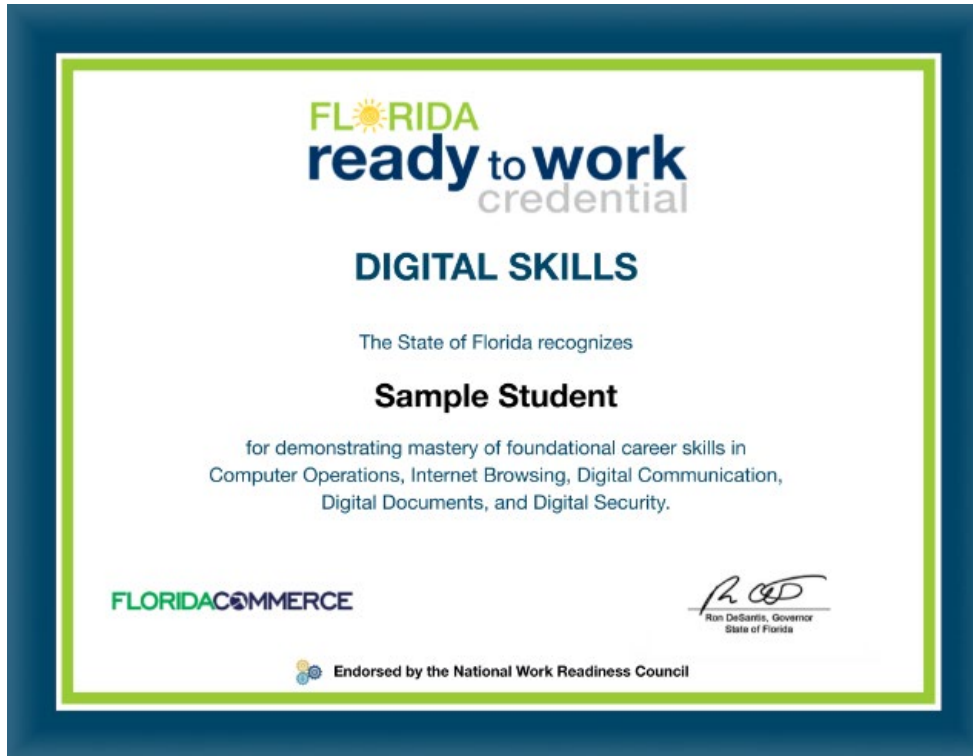 FLORIDA
ready to work
credential
DIGITAL SKILLS
The State of Florida recognizes
Sample Student
for demonstrating mastery of foundational career skills in
Computer Operations, Internet Browsing, Digital Communication,
Digital Documents, and Digital Security.
FLORIDACOMMERCE
Ron DeSantis, Governor
State of Florida
Endorsed by the National Work Readiness Council